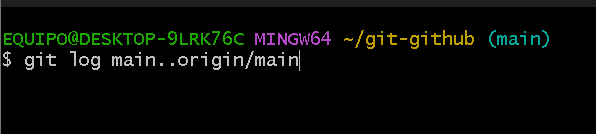 EQUIPO@DESKTOP-9LRK76C MINGW64 ~/git-github (main)
$ git log main..origin/main